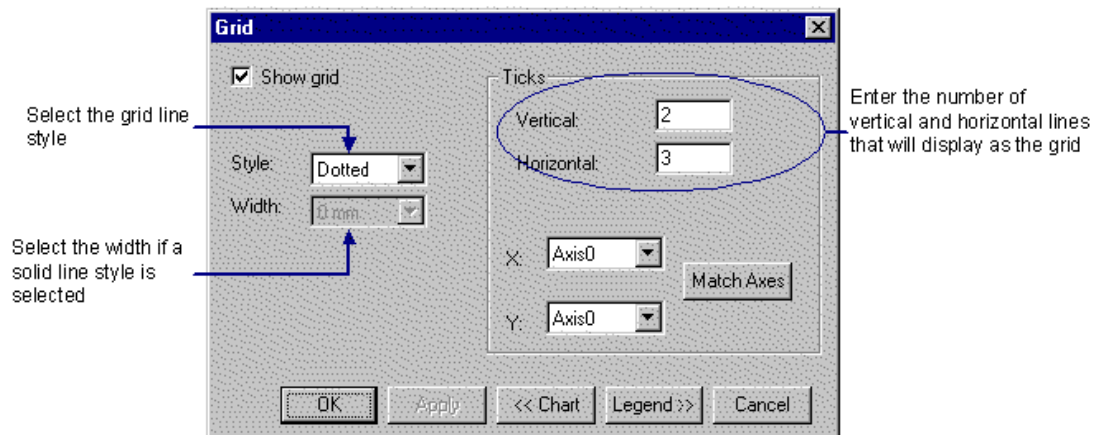 Grid
Show grid
Select the grid line
style
Style:
Dotted
Width:
0 mm
Select the width if a
solid line style is
selected
Ticks
Vertical:
2
Horizontal:
3
Enter the number of
vertical and horizontal lines
that will display as the grid
X:
Axis0
Match Axes
Y:
Axis0
OK
Apply
<< Chart
Legend >>
Cancel